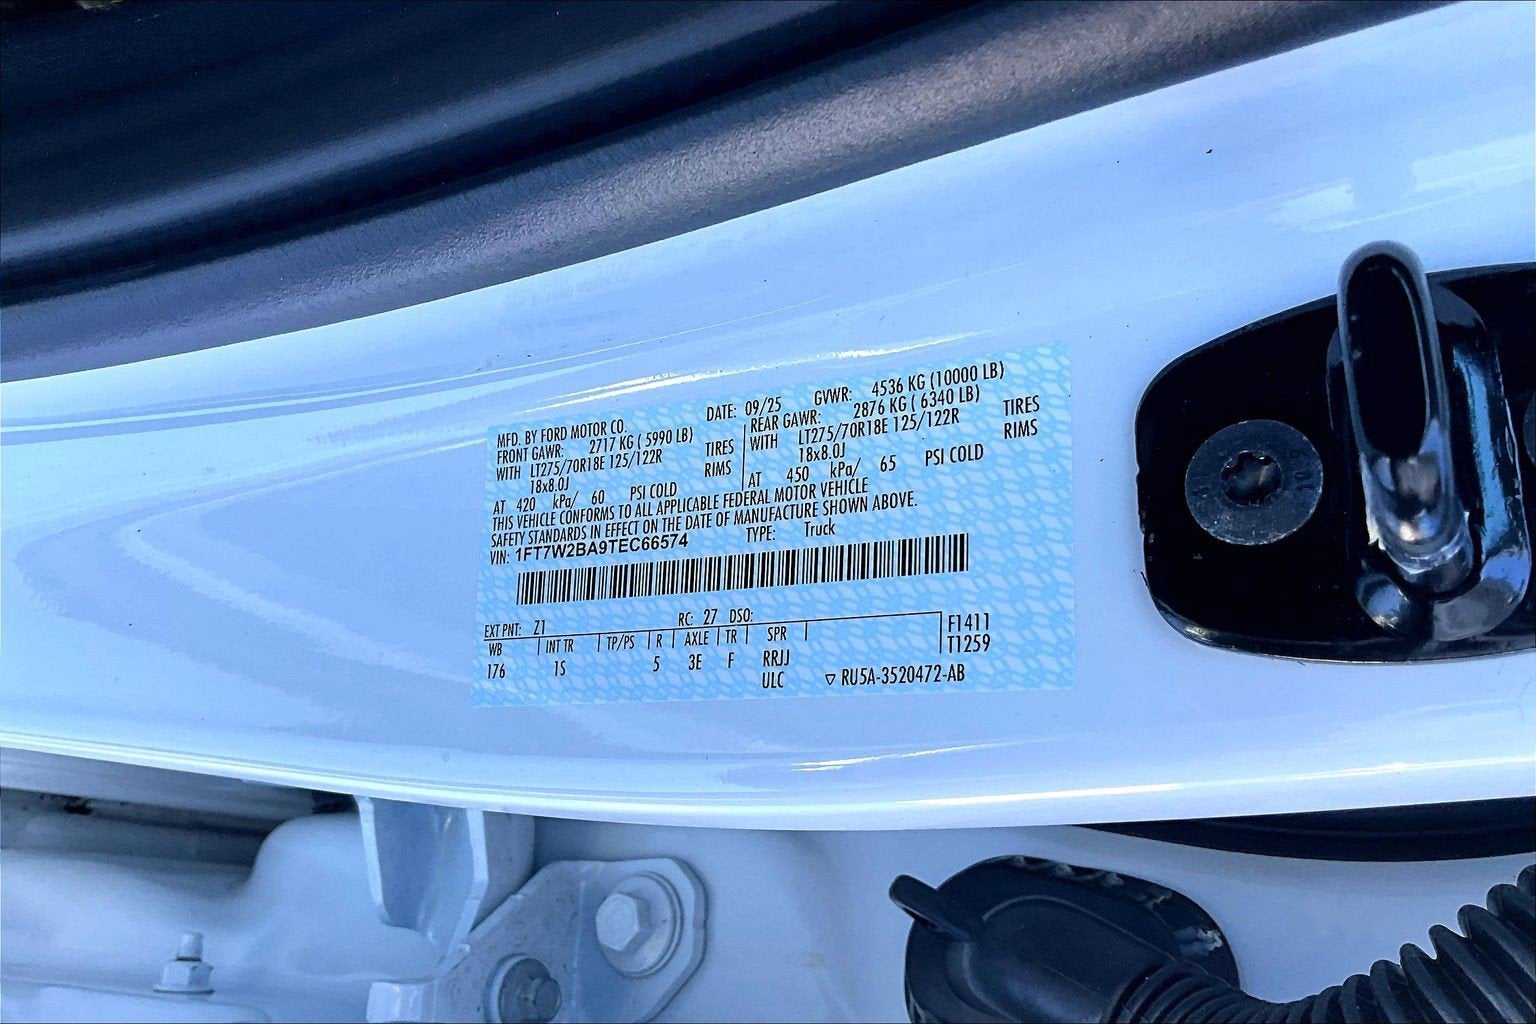 MFD. BY FORD MOTOR CO. DATE: 09/25 GVWR: 4536 KG (10000 LB)
FRONT GAWR: 2717 KG ( 5990 LB) REAR GAWR: 2876 KG ( 6340 LB)
WITH LT275/70R18E 125/122R TIRES WITH LT275/70R18E 125/122R TIRES
18x8.0J RIMS 18x8.0J RIMS
AT 420 kPa/ 60 PSI COLD AT 450 kPa/ 65 PSI COLD
THIS VEHICLE CONFORMS TO ALL APPLICABLE FEDERAL MOTOR VEHICLE
SAFETY STANDARDS IN EFFECT ON THE DATE OF MANUFACTURE SHOWN ABOVE.
VIN: 1FT7W2BA9TEC66574 TYPE: Truck
EXT PNT: Z1 RC: 27 DSO:
WB INT TR TP/PS R AXLE TR SPR F1411
176 1S 5 3E F RRJJ T1259
ULC ▽ RU5A-3520472-AB